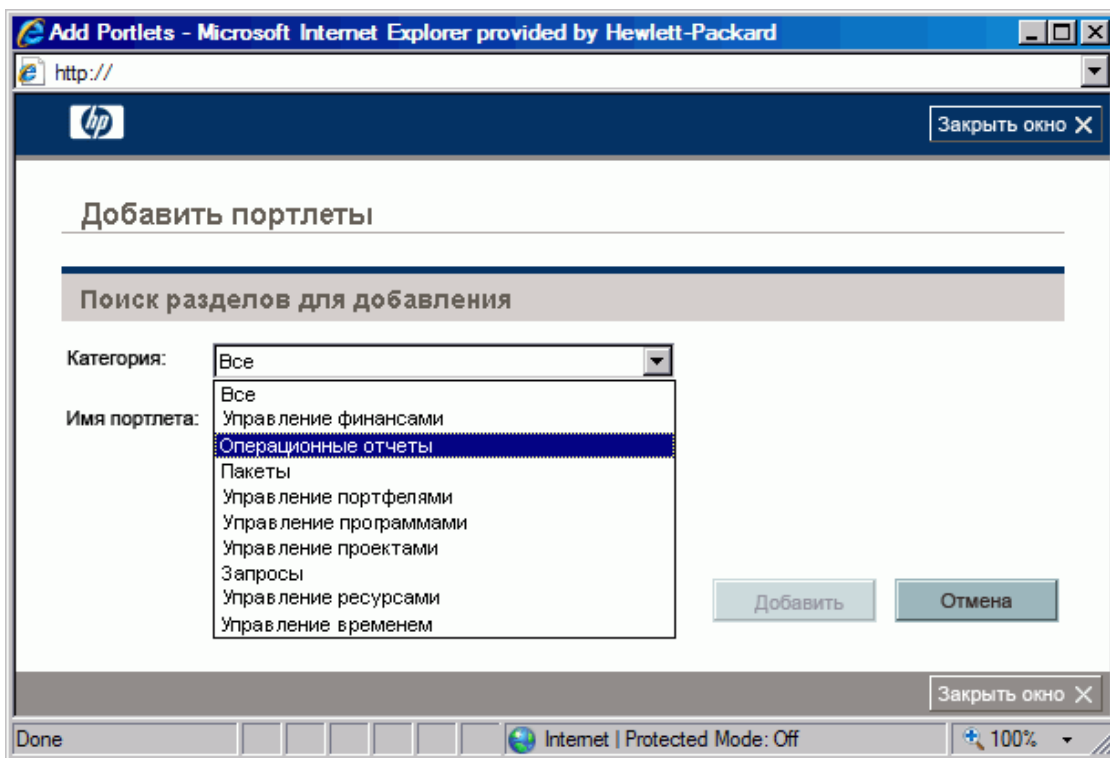 Add Portlets - Microsoft Internet Explorer provided by Hewlett-Packard
http://
hp
Закрыть окно
Добавить портлеты
Поиск разделов для добавления
Категория: Все
Все
Имя портлета: Управление финансами
Операционные отчеты
Пакеты
Управление портфелями
Управление программами
Управление проектами
Запросы
Управление ресурсами
Управление временем
Добавить Отмена
Закрыть окно
Done Internet | Protected Mode: Off 100%